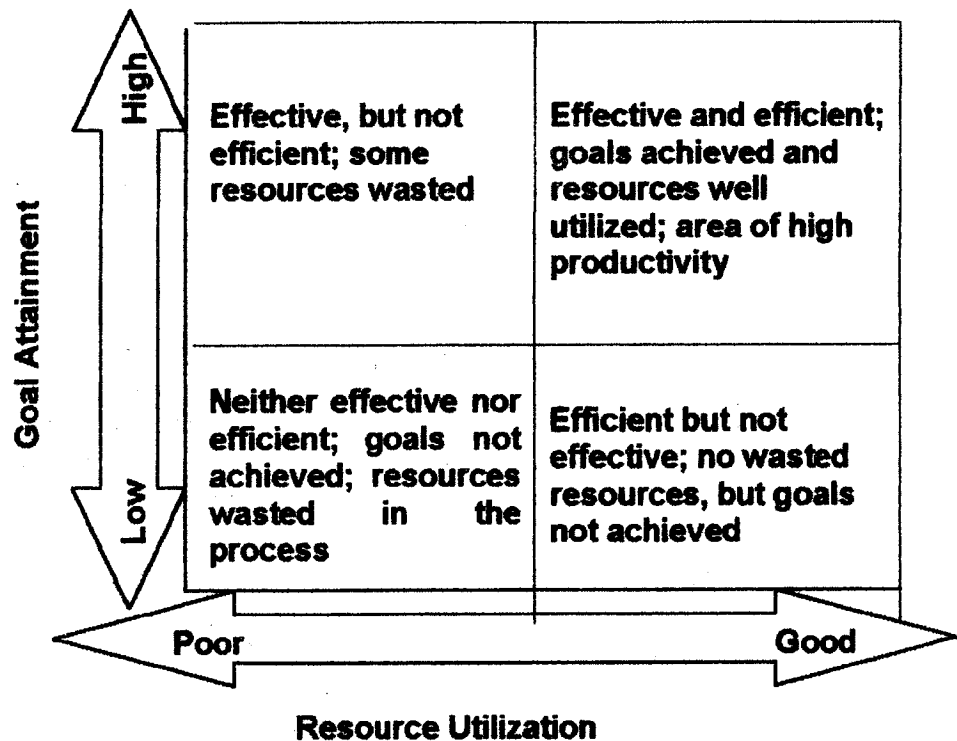 High
Effective, but not
efficient; some
resources wasted
Effective and efficient;
goals achieved and
resources well
utilized; area of high
productivity
Goal Attainment
Neither effective nor
efficient; goals not
achieved; resources
wasted in the
process
Efficient but not
effective; no wasted
resources, but goals
not achieved
Low
Poor
Good
Resource Utilization